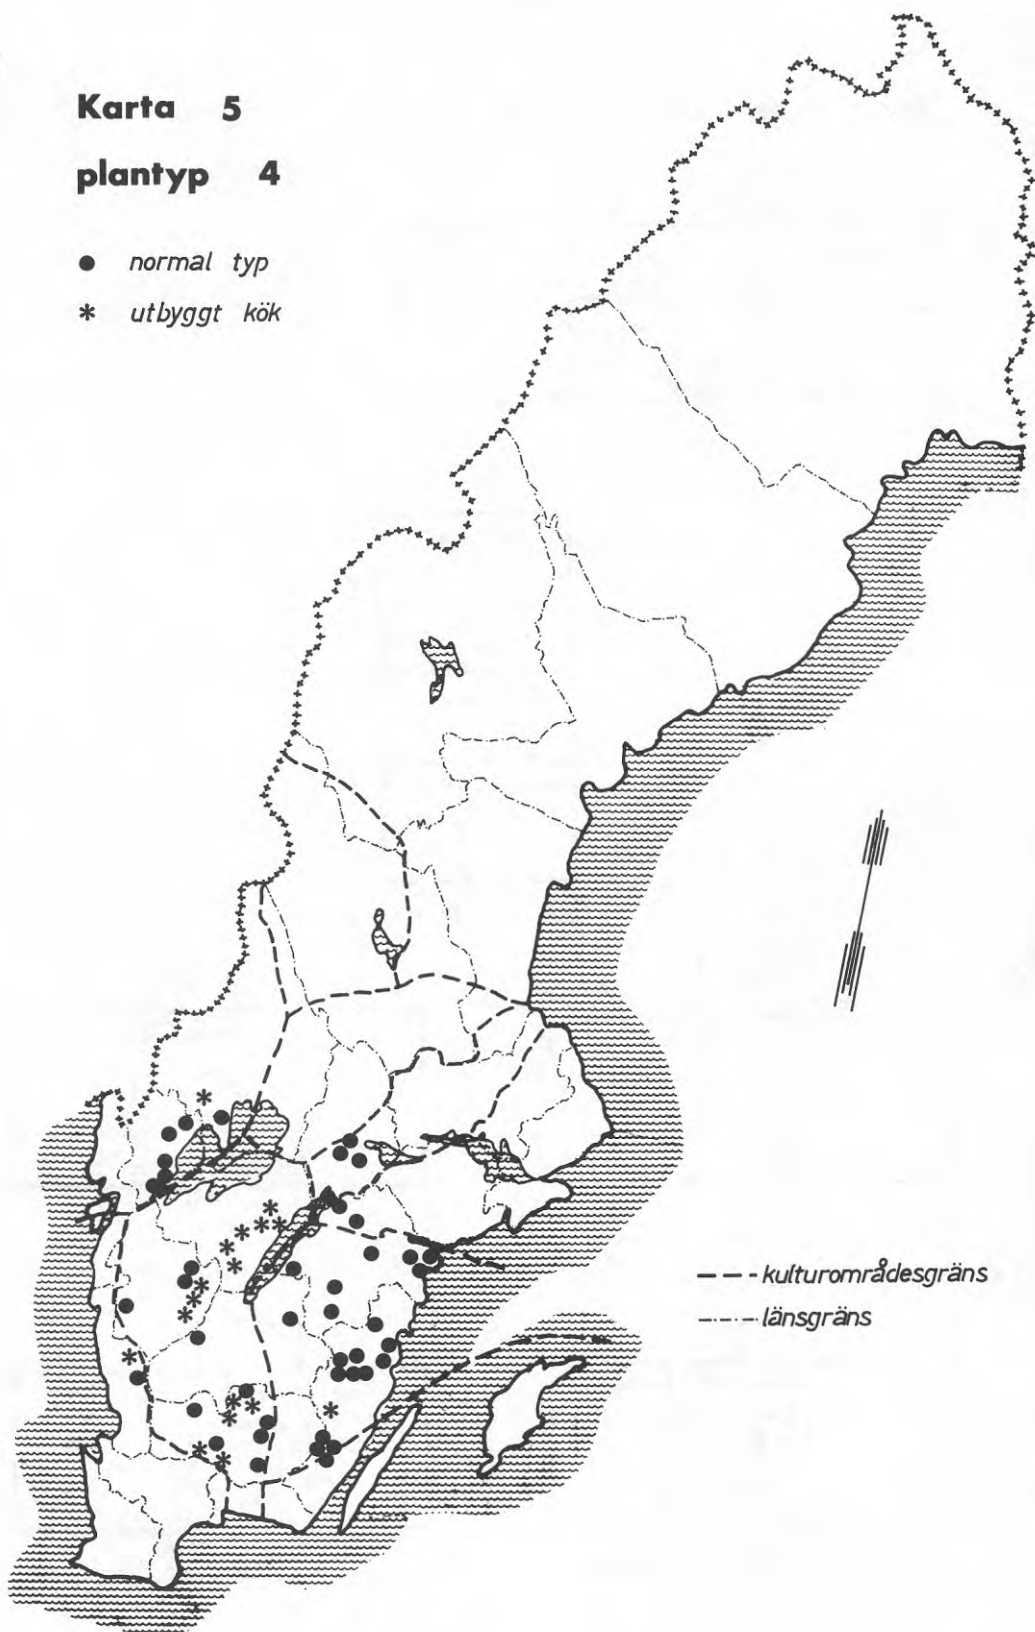 Karta 5
plantyp 4
normal typ
utbyggt kök
kulturområdesgräns
länsgräns